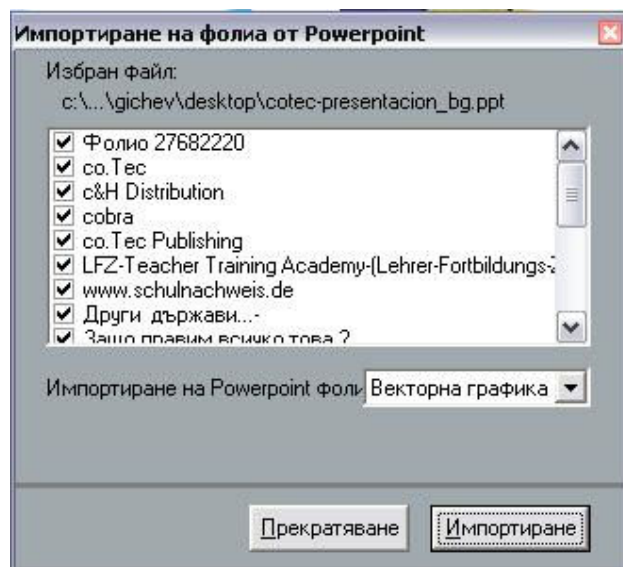 Импортиране на фолиа от Powerpoint
Избран файл:
c:\...\gichev\desktop\cotec-presentacion_bg.ppt
Фолио 27682220
co.Tec
c&H Distribution
cobra
co.Tec Publishing
LFZ-Teacher Training Academy-(Lehrer-Fortbildungs-Z
www.schulnachweis.de
Други държави...-
Защо правим всичко това ?
Импортиране на Powerpoint фоли Векторна графика
Прекратяване Импортиране